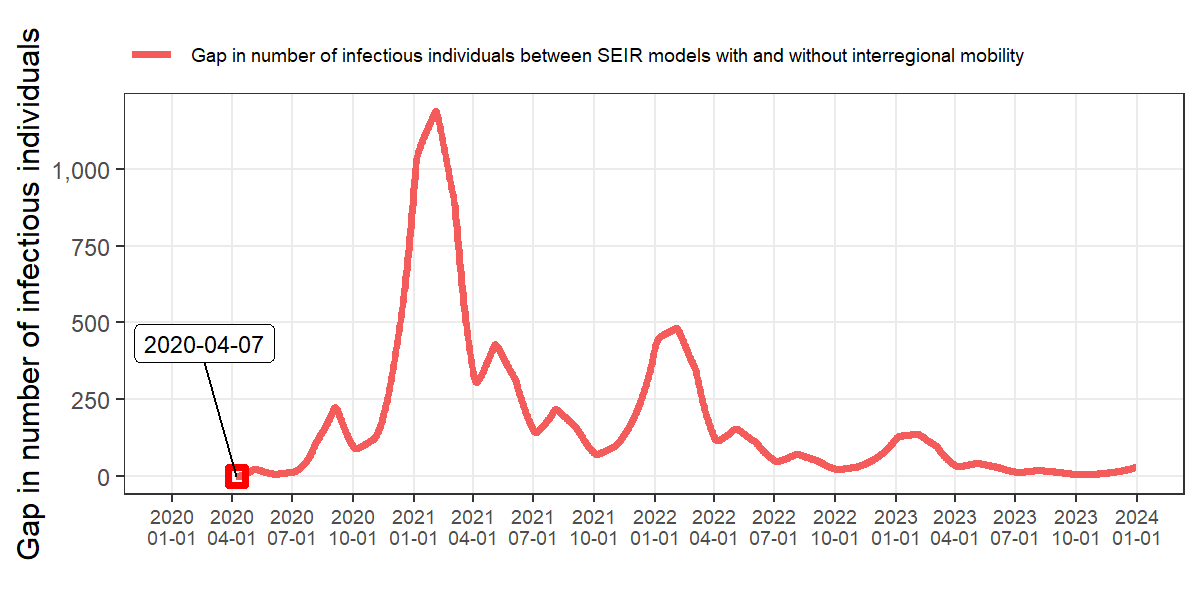 Gap in number of infectious individuals between SEIR models with and without interregional mobility
Gap in number of infectious individuals
1,000
750
500
250
0
2020-04-07
2020 2020 2020 2020 2021 2021 2021 2021 2022 2022 2022 2022 2023 2023 2023 2023 2024
01-01 04-01 07-01 10-01 01-01 04-01 07-01 10-01 01-01 04-01 07-01 10-01 01-01 04-01 07-01 10-01 01-01